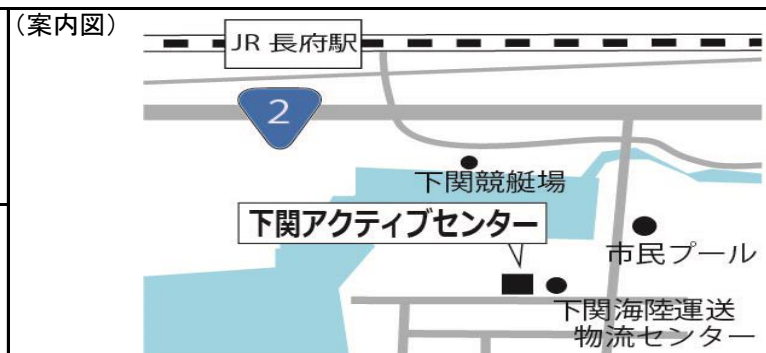 （案内図）
JR 長府駅
2
下関競艇場
下関アクティブセンター
市民プール
下関海陸運送
物流センター